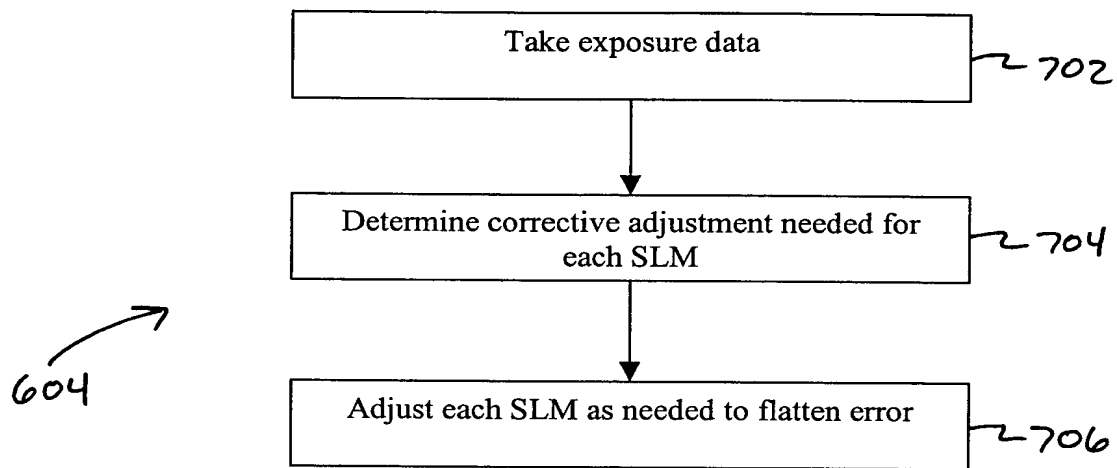 Take exposure data
702
Determine corrective adjustment needed for
each SLM
704
604
Adjust each SLM as needed to flatten error
706